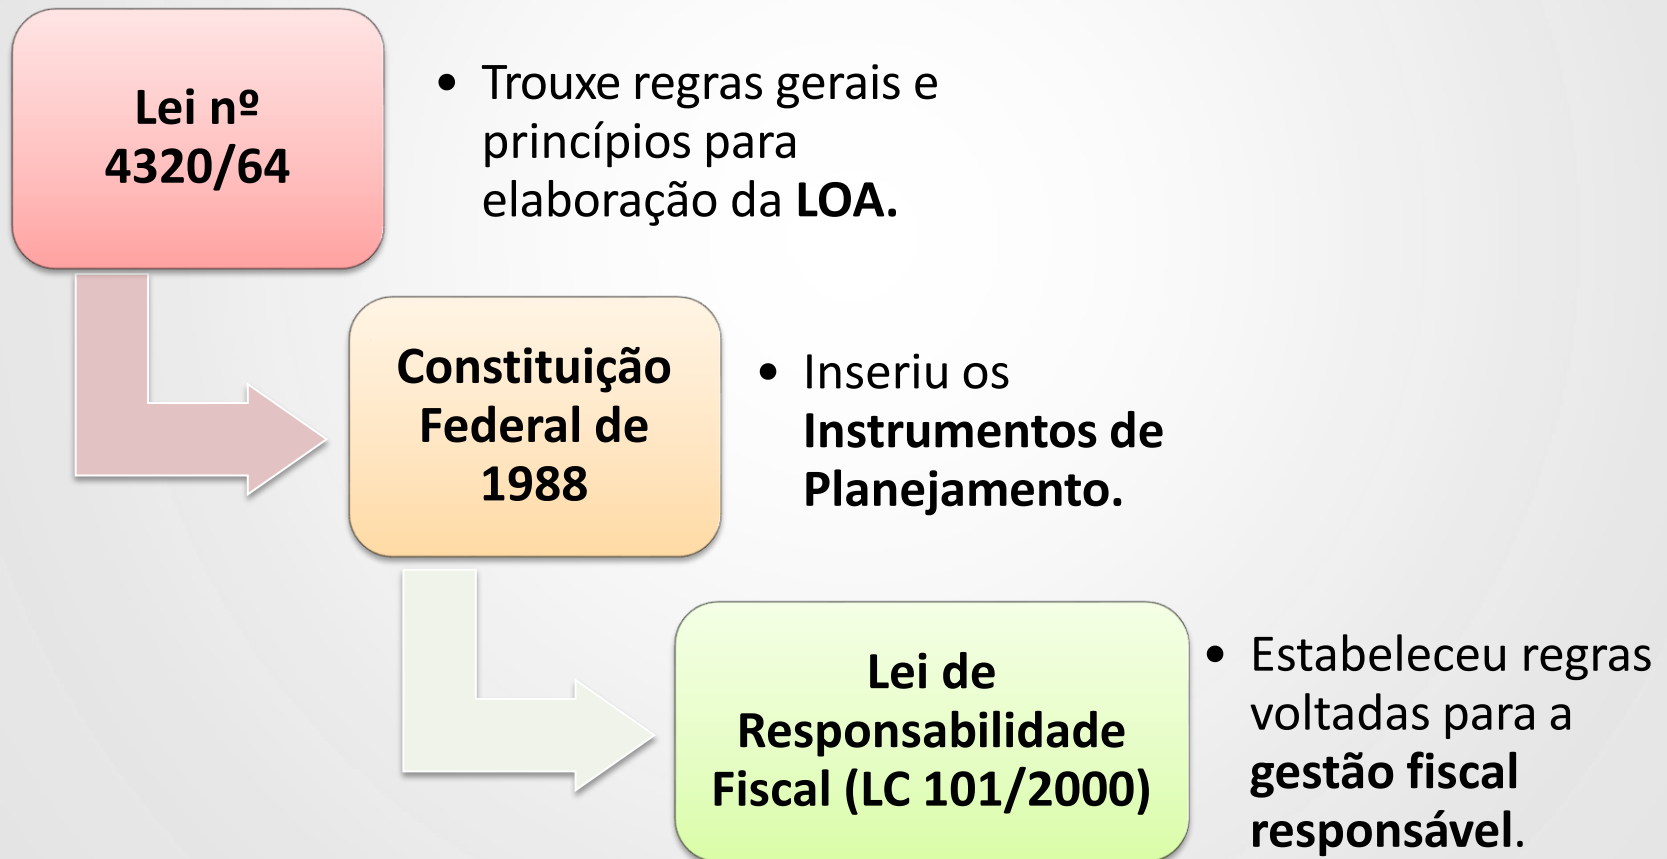 Lei nº
4320/64
• Trouxe regras gerais e
princípios para
elaboração da LOA.
Constituição
Federal de
1988
• Inseriu os
Instrumentos de
Planejamento.
Lei de
Responsabilidade
Fiscal (LC 101/2000)
• Estabeleceu regras
voltadas para a
gestão fiscal
responsável.